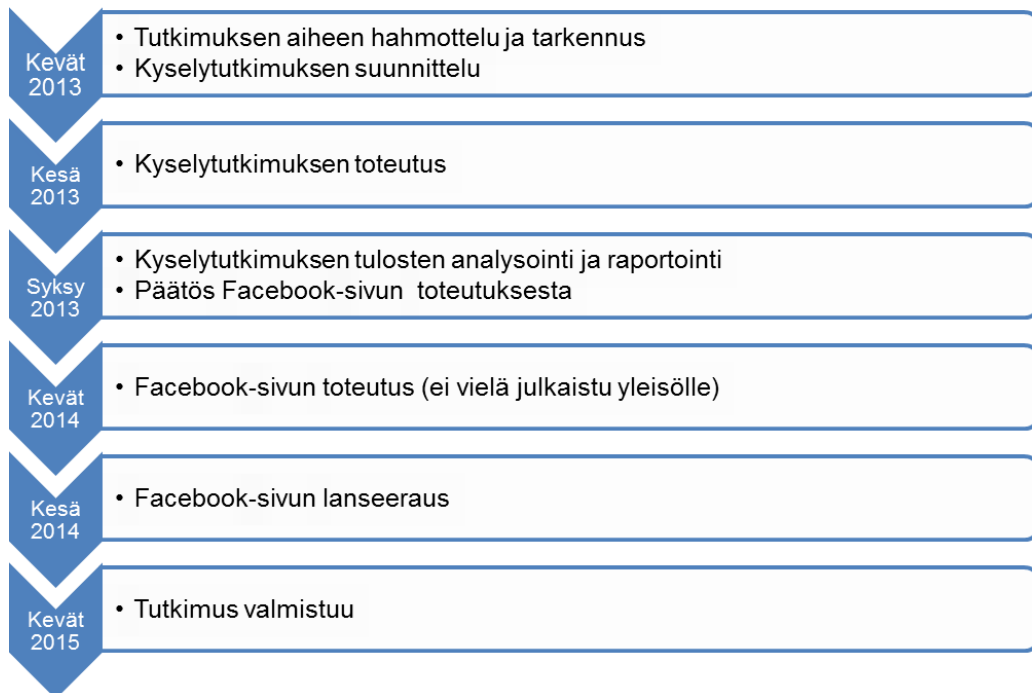 Kevät
2013
• Tutkimuksen aiheen hahmottelu ja tarkennus
• Kyselytutkimuksen suunnittelu
Kesä
2013
• Kyselytutkimuksen toteutus
Syksy
2013
• Kyselytutkimuksen tulosten analysointi ja raportointi
• Päätös Facebook-sivun toteutuksesta
Kevät
2014
• Facebook-sivun toteutus (ei vielä julkaistu yleisölle)
Kesä
2014
• Facebook-sivun lanseeraus
Kevät
2015
• Tutkimus valmistuu